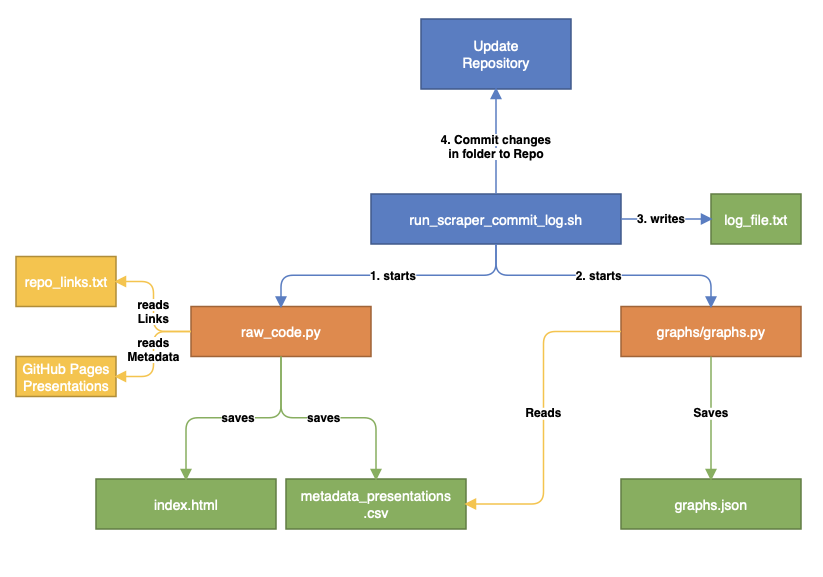 Update
Repository
4. Commit changes
in folder to Repo
run_scraper_commit_log.sh
3. writes
log_file.txt
1. starts
2. starts
repo_links.txt
reads
Links
raw_code.py
graphs/graphs.py
reads
Metadata
GitHub Pages
Presentations
saves
saves
Reads
Saves
index.html
metadata_presentations
.csv
graphs.json